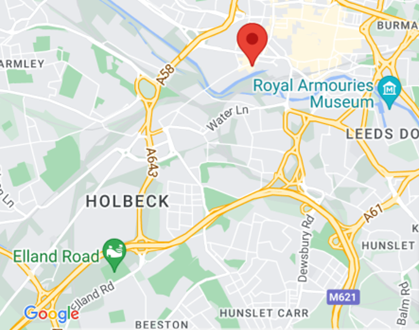 BURMA
ARMLEY
A58
Royal Armouries
Museum
Water Ln
LEEDS DO
A643
HOLBECK
A61
Dewsbury Rd
Elland Road
HUNSLET
M621
Elland Rd
Balm Rd
Google
HUNSLET CARR
BEESTON